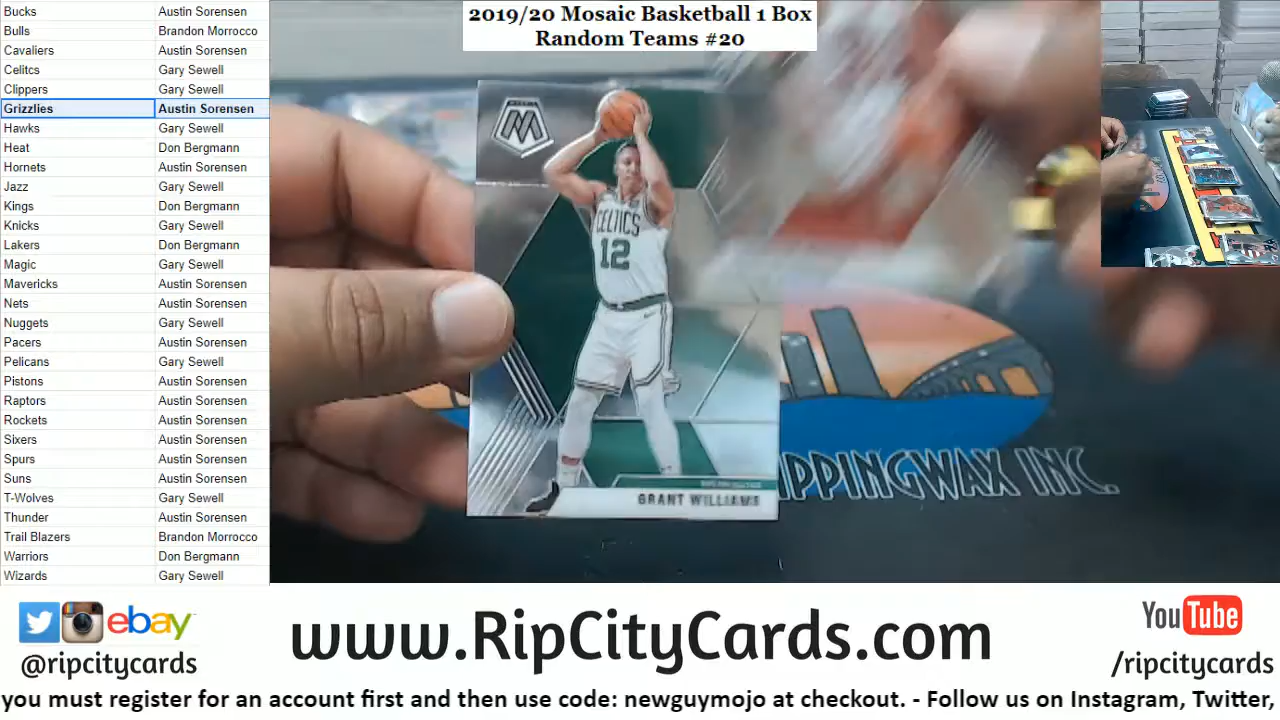 2019/20 Mosaic Basketball 1 Box
Random Teams #20
Bucks Austin Sorensen
Bulls Brandon Morrocco
Cavaliers Austin Sorensen
Celitcs Gary Sewell
Clippers Gary Sewell
Grizzlies Austin Sorensen
Hawks Gary Sewell
Heat Don Bergmann
Hornets Austin Sorensen
Jazz Gary Sewell
Kings Don Bergmann
Knicks Gary Sewell
Lakers Don Bergmann
Magic Gary Sewell
Mavericks Austin Sorensen
Nets Austin Sorensen
Nuggets Gary Sewell
Pacers Austin Sorensen
Pelicans Gary Sewell
Pistons Austin Sorensen
Raptors Austin Sorensen
Rockets Austin Sorensen
Sixers Austin Sorensen
Spurs Austin Sorensen
Suns Austin Sorensen
T-Wolves Gary Sewell
Thunder Austin Sorensen
Trail Blazers Brandon Morrocco
Warriors Don Bergmann
Wizards Gary Sewell
M
CELTICS
12
GRANT WILLIAMS
IPPINGWAX INC.
ebay
@ripcitycards
www.RipCityCards.com
YouTube
/ripcitycards
you must register for an account first and then use code: newguymojo at checkout. - Follow us on Instagram, Twitter,